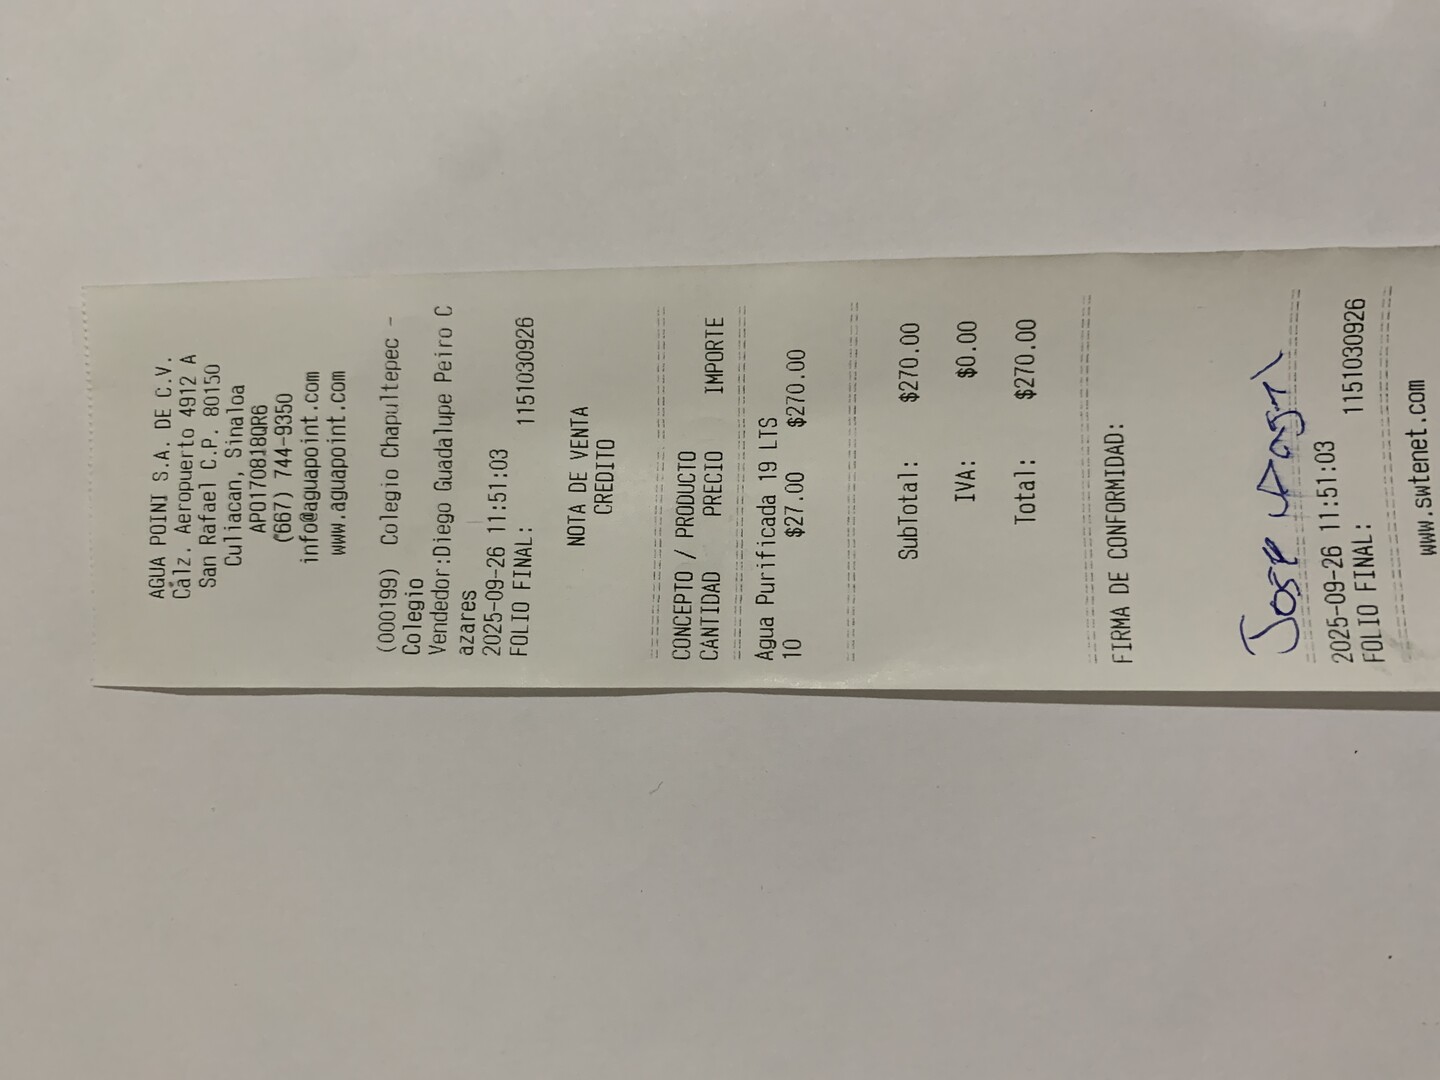 AGUA POINI S.A. DE C.V.
Calz. Aeropuerto 4912 A
San Rafael C.P. 80150
Culiacan, Sinaloa
APO170818QR6
(667) 744-9350
info@aguapoint.com
www.aguapoint.com
(000199) Colegio Chapultepec -
Colegio
Vendedor:Diego Guadalupe Peiro C
azares
2025-09-26 11:51:03
FOLIO FINAL: 1151030926
NOTA DE VENTA
CREDITO
CONCEPTO / PRODUCTO
CANTIDAD PRECIO IMPORTE
Agua Purificada 19 LTS
10 $27.00 $270.00
SubTotal: $270.00
IVA: $0.00
Total: $270.00
FIRMA DE CONFORMIDAD:
Jose
2025-09-26 11:51:03
FOLIO FINAL: 1151030926
www.swtenet.com